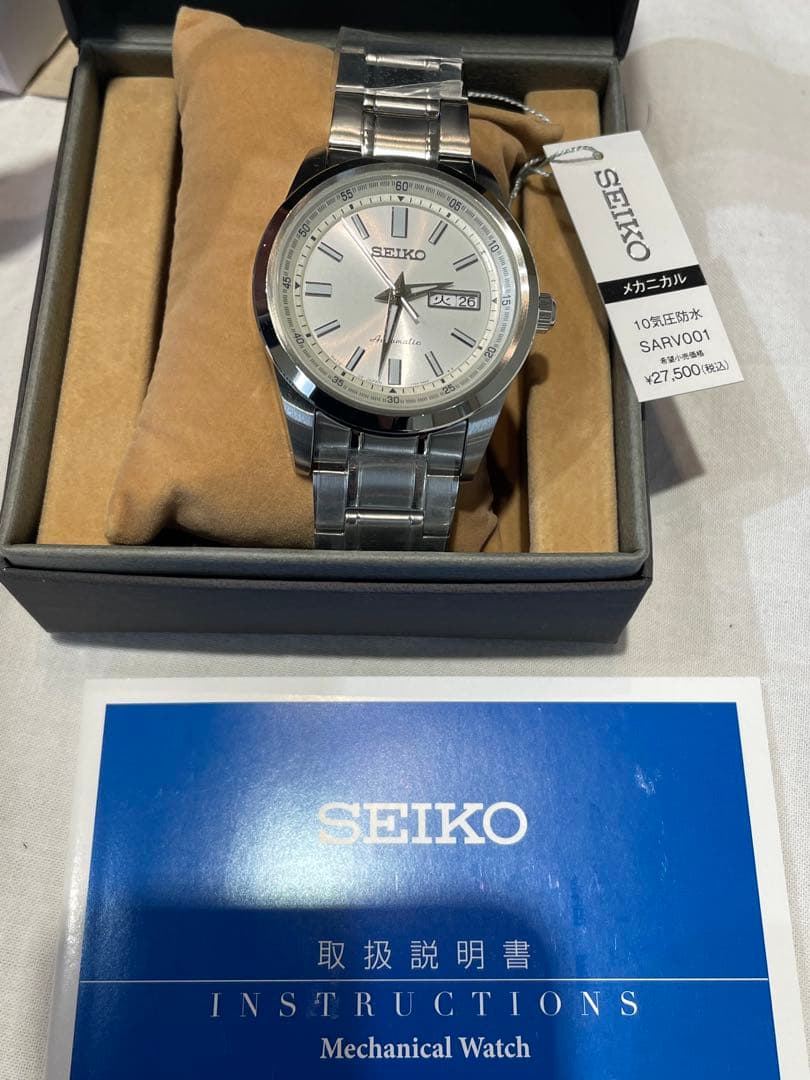 60
05
10
15
20
25
30
35
40
45
50
55
SEIKO
火 26
Automatic
SEIKO
メカニカル
10気圧防水
SARV001
希望小売価格
¥27,500(税込)
SEIKO
取扱説明書
INSTRUCTIONS
Mechanical Watch